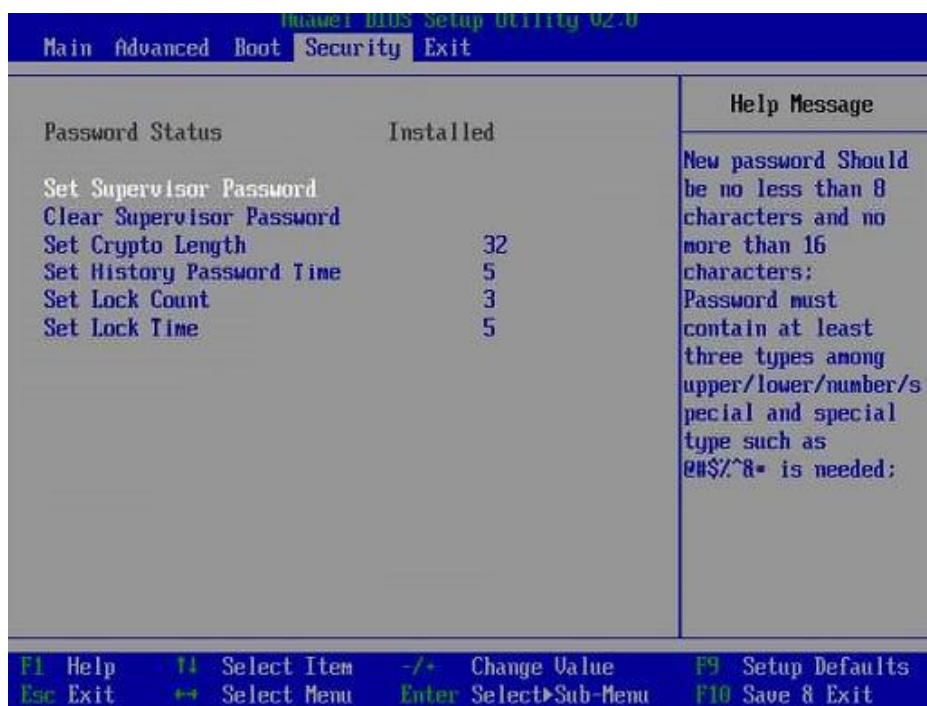 Huawei BIOS Setup Utility V2.0
Main Advanced Boot Security Exit
Password Status Installed
Set Supervisor Password
Clear Supervisor Password
Set Crypto Length 32
Set History Password Time 5
Set Lock Count 3
Set Lock Time 5
Help Message
New password Should
be no less than 8
characters and no
more than 16
characters;
Password must
contain at least
three types among
upper/lower/number/s
pecial and special
type such as
@#$%^&* is needed;
F1 Help ↑↓ Select Item -/+ Change Value F9 Setup Defaults
Esc Exit ↔ Select Menu Enter Select▶Sub-Menu F10 Save & Exit